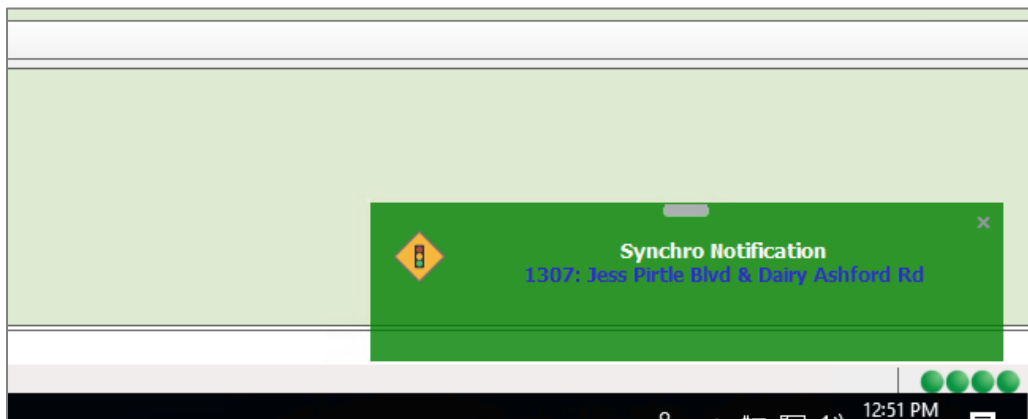 Synchro Notification
1307: Jess Pirtle Blvd & Dairy Ashford Rd
12:51 PM